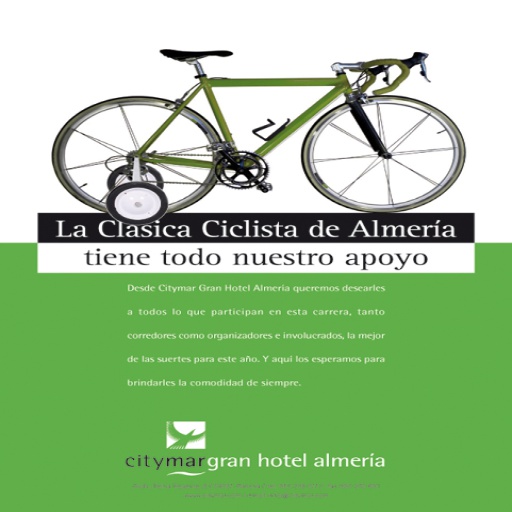 La Clásica Ciclista de Almería
tiene todo nuestro apoyo
Desde Citymar Gran Hotel Almería queremos desearles
a todos lo que participan en esta carrera, tanto
corredores como organizadores e involucrados, la mejor
de las suertes para este año. Y aquí los esperamos para
brindarles la comodidad de siempre.
citymar gran hotel almería